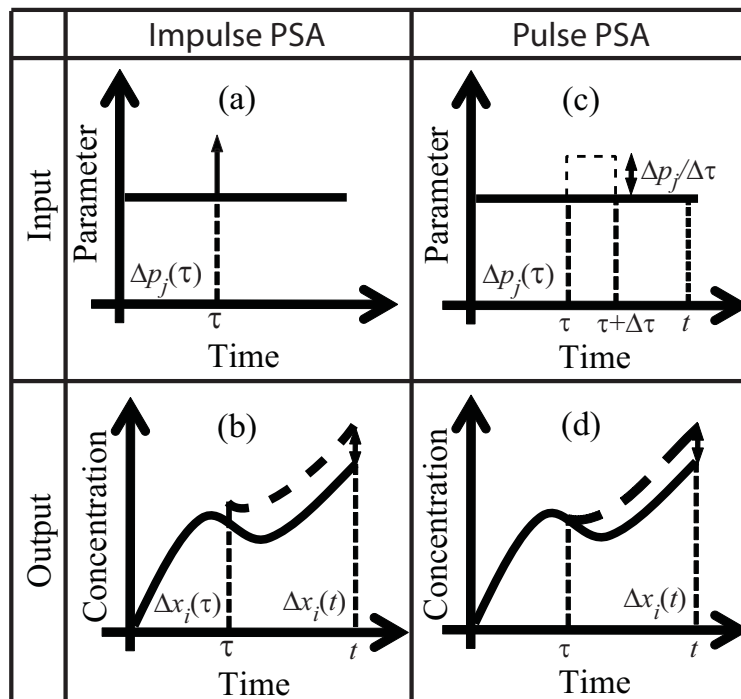 Impulse PSA
Pulse PSA
Input
Parameter
(a)
Δp_j(τ)
τ
Time
Parameter
(c)
Δp_j/Δτ
Δp_j(τ)
τ
τ+Δτ
t
Time
Output
Concentration
(b)
Δx_i(τ)
Δx_i(t)
τ
t
Time
Concentration
(d)
Δx_i(t)
τ
t
Time